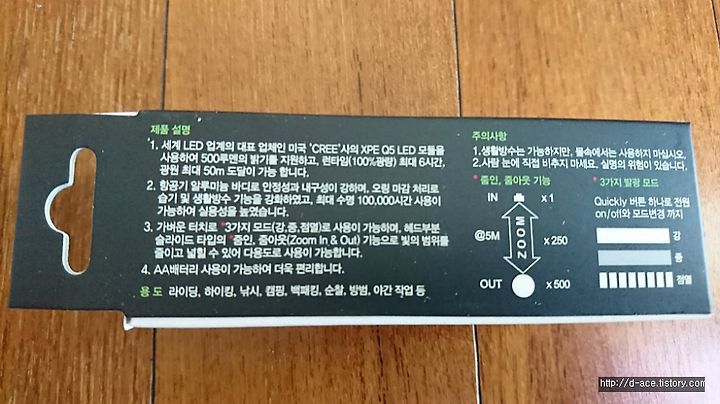 제품 설명
1. 세계 LED 업계의 대표 업체인 미국 'CREE'사의 XPE Q5 LED 모듈을
사용하여 500루멘의 밝기를 지원하고, 런타임(100%광량) 최대 6시간,
광원 최대 50m 도달이 가능 합니다.
2. 항공기 알루미늄 바디로 안정성과 내구성이 강하며, 오링 마감 처리로
습기 및 생활방수 기능을 강화하였고, 최대 수명 100,000시간 사용이
가능하여 실용성을 높였습니다.
3. 가벼운 터치로 *3가지 모드(강,중,점멸)로 사용이 가능하며, 헤드부분
슬라이드 타입의 *줌인, 줌아웃(Zoom In & Out) 기능으로 빛의 범위를
줄이고 넓힐 수 있어 다용도로 사용이 가능합니다.
4. AA배터리 사용이 가능하여 더욱 편리합니다.
용 도 라이딩, 하이킹, 낚시, 캠핑, 백패킹, 순찰, 방범, 야간 작업 등
주의사항
1.생활방수는 가능하지만, 물속에서는 사용하지 마십시오.
2.사람 눈에 직접 비추지 마세요. 실명의 위험이 있습니다.
* 줌인, 줌아웃 기능
IN x 1
@5M ZOOM x 250
OUT x 500
* 3가지 발광 모드
Quickly 버튼 하나로 전원
on/off와 모드변경 까지
강
중
점멸
http://d-ace.tistory.com